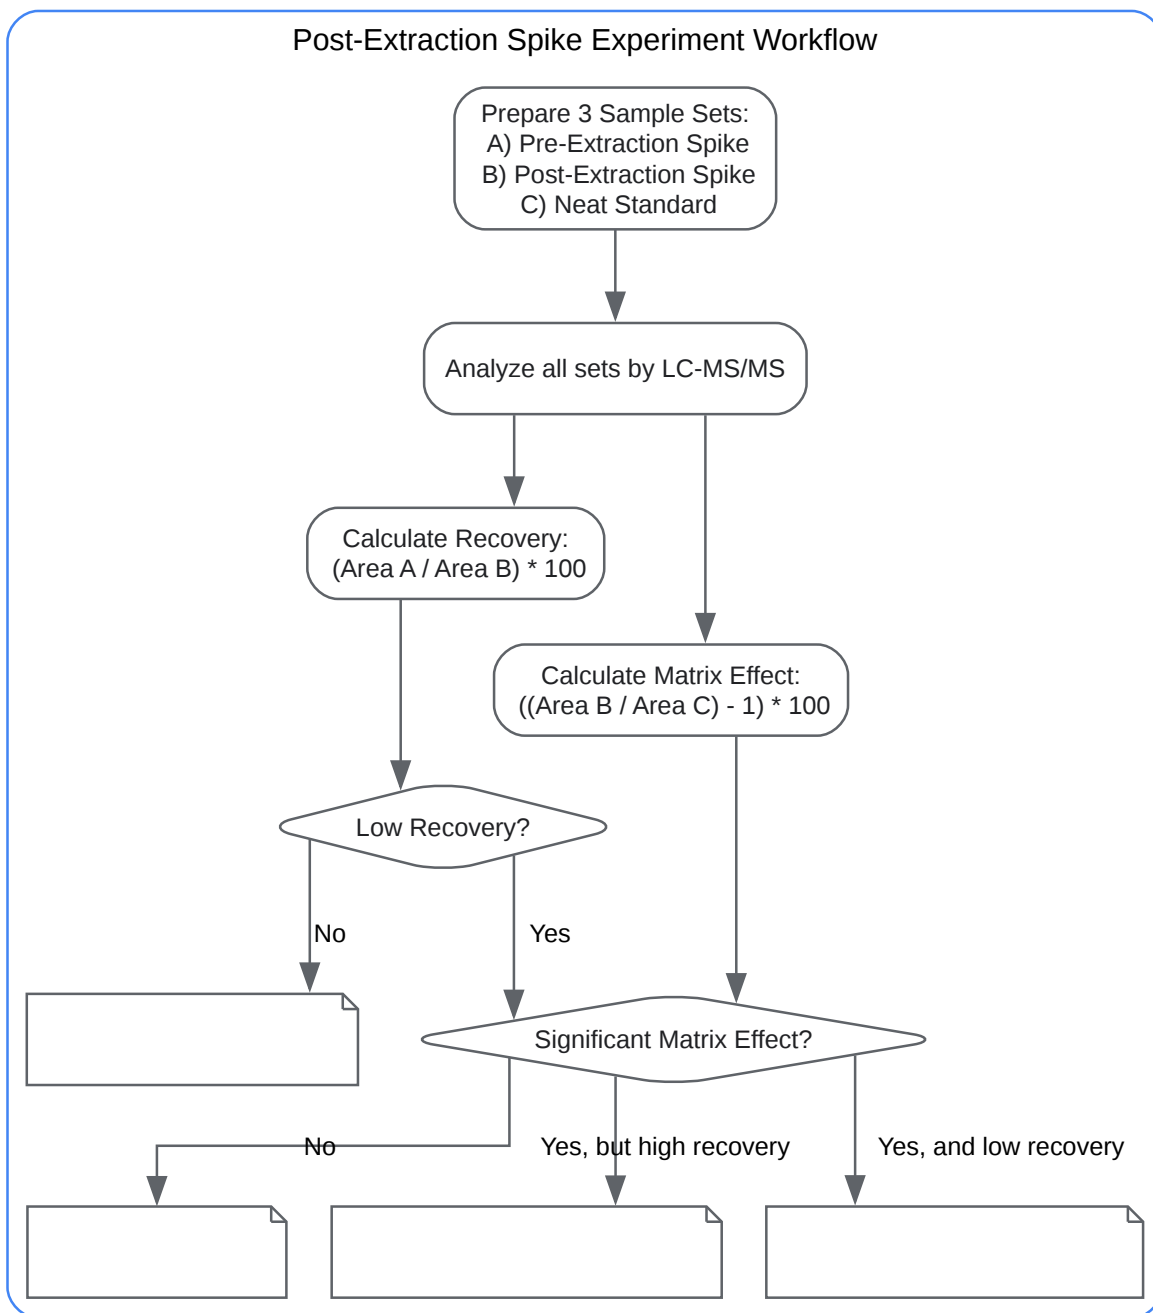 Post-Extraction Spike Experiment Workflow
Prepare 3 Sample Sets:
A) Pre-Extraction Spike
B) Post-Extraction Spike
C) Neat Standard
Analyze all sets by LC-MS/MS
Calculate Recovery:
(Area A / Area B) * 100
Calculate Matrix Effect:
((Area B / Area C) - 1) * 100
Low Recovery?
No
Yes
Significant Matrix Effect?
No
Yes, but high recovery
Yes, and low recovery